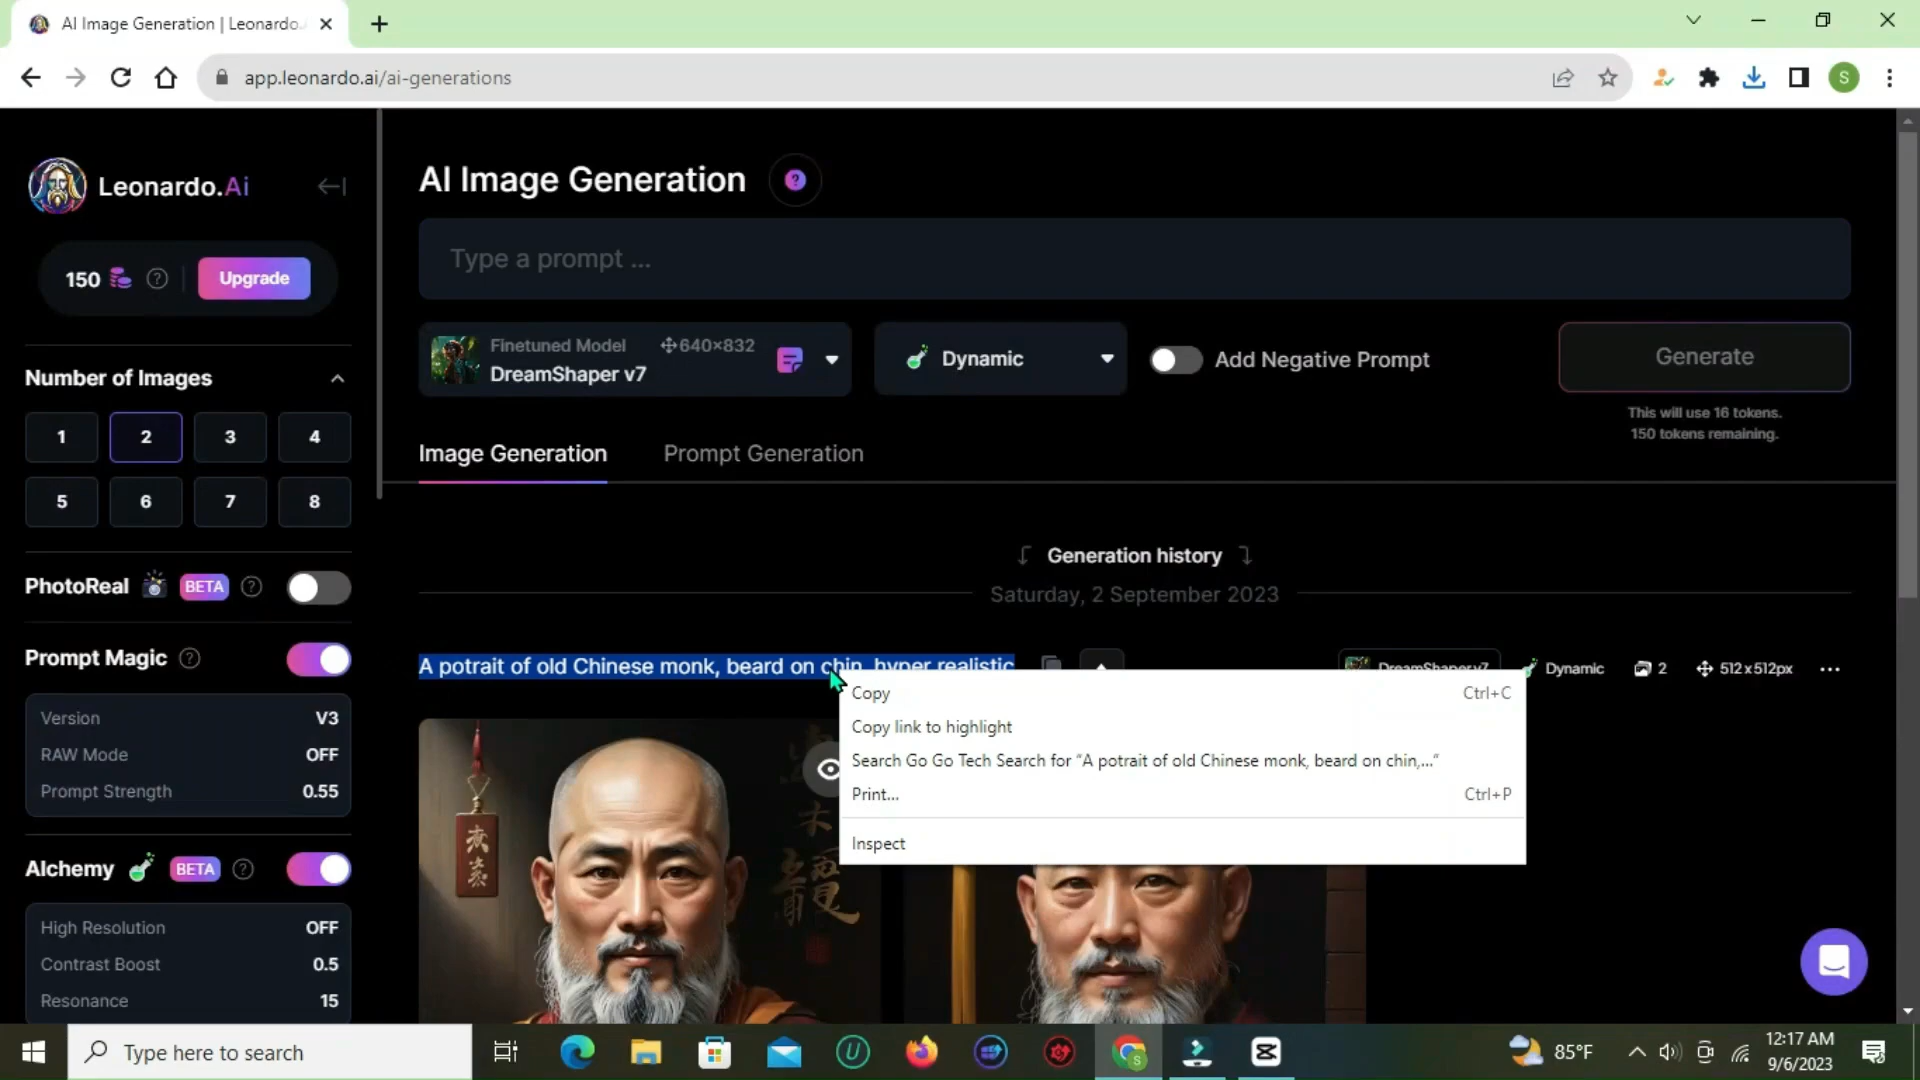 AI Image Generation | Leonardo.
app.leonardo.ai/ai-generations
S
Leonardo.Ai
150
Upgrade
Number of Images
1 2 3 4
5 6 7 8
PhotoReal BETA
Prompt Magic
Version V3
RAW Mode OFF
Prompt Strength 0.55
Alchemy BETA
High Resolution OFF
Contrast Boost 0.5
Resonance 15
AI Image Generation
Type a prompt ...
Finetuned Model 640×832
DreamShaper v7
Dynamic
Add Negative Prompt
Generate
This will use 16 tokens.
150 tokens remaining.
Image Generation Prompt Generation
Generation history
Saturday, 2 September 2023
A potrait of old Chinese monk, beard on chin, hyper realistic
DreamShaper v7 Dynamic 2 512x512px
Copy Ctrl+C
Copy link to highlight
Search Go Go Tech Search for “A potrait of old Chinese monk, beard on chin,...”
Print... Ctrl+P
Inspect
Type here to search
85°F
12:17 AM
9/6/2023